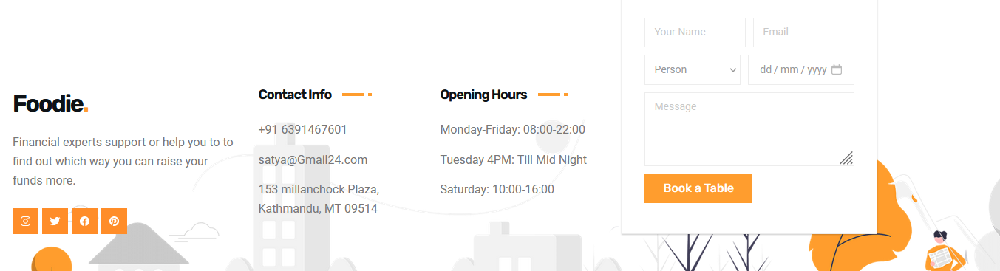 Foodie.
Financial experts support or help you to to
find out which way you can raise your
funds more.
Contact Info
+91 6391467601
satya@Gmail24.com
153 millanchock Plaza,
Kathmandu, MT 09514
Opening Hours
Monday-Friday: 08:00-22:00
Tuesday 4PM: Till Mid Night
Saturday: 10:00-16:00
Your Name
Email
Person
dd / mm / yyyy
Message
Book a Table